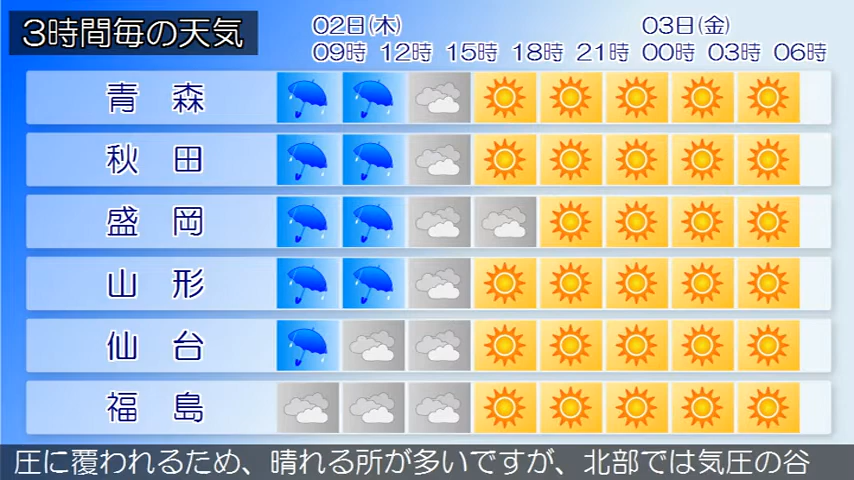 3時間毎の天気
02日(木) 03日(金)
09時 12時 15時 18時 21時 00時 03時 06時
青森
秋田
盛岡
山形
仙台
福島
圧に覆われるため、晴れる所が多いですが、北部では気圧の谷